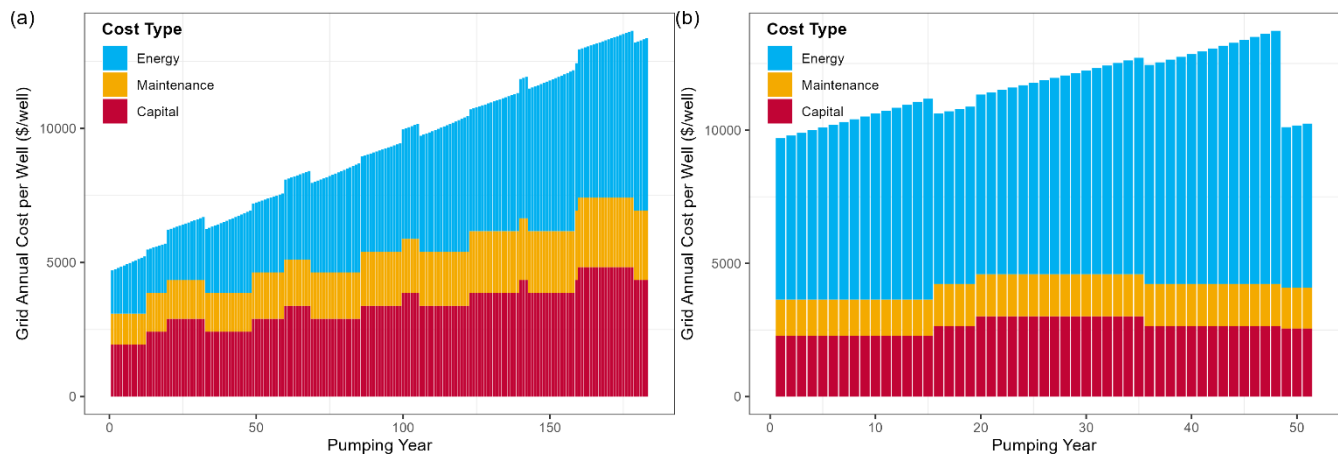 (a)
Cost Type
Energy
Maintenance
Capital
Grid Annual Cost per Well ($/well)
10000
5000
0
0 50 100 150
Pumping Year
(b)
Cost Type
Energy
Maintenance
Capital
Grid Annual Cost per Well ($/well)
10000
5000
0
0 10 20 30 40 50
Pumping Year